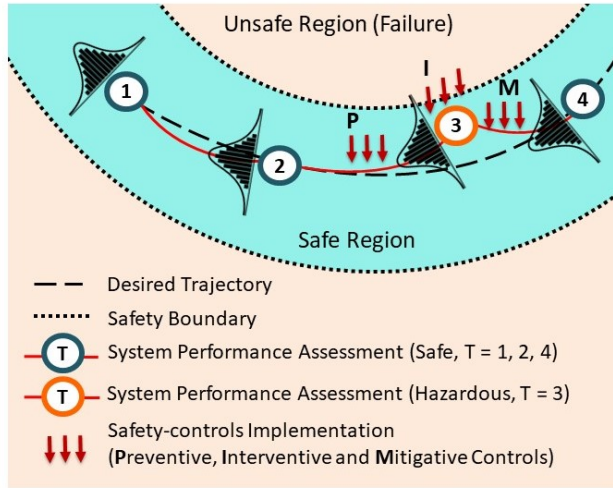 Unsafe Region (Failure)
1
I
4
M
P
3
2
Safe Region
Desired Trajectory
Safety Boundary
T System Performance Assessment (Safe, T = 1, 2, 4)
T System Performance Assessment (Hazardous, T = 3)
Safety-controls Implementation
(Preventive, Interventive and Mitigative Controls)